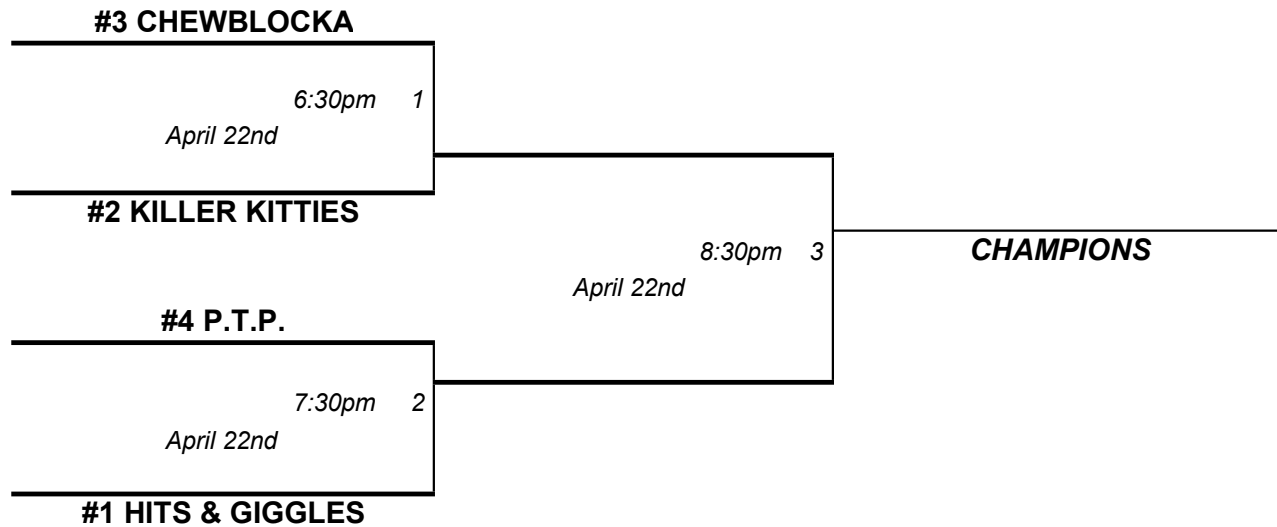 #3 CHEWBLOCKA
6:30pm 1
April 22nd
#2 KILLER KITTIES
8:30pm 3
CHAMPIONS
April 22nd
#4 P.T.P.
7:30pm 2
April 22nd
#1 HITS & GIGGLES